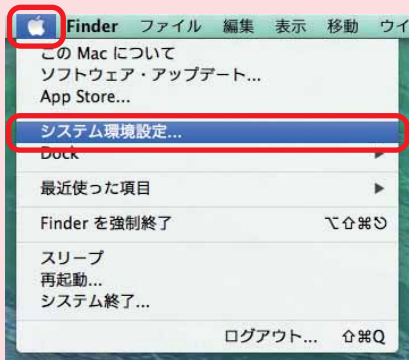 Finder ファイル 編集 表示 移動 ウイ
この Mac について
ソフトウェア・アップデート...
App Store...
システム環境設定...
Dock
最近使った項目
Finder を強制終了 ⌥⇧⌘⎋
スリープ
再起動...
システム終了...
ログアウト... ⇧⌘Q